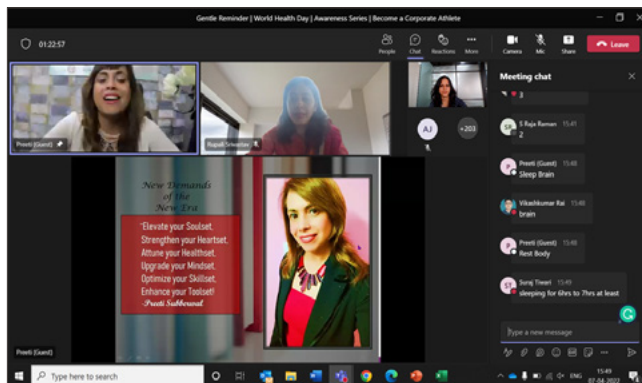 Gentle Reminder | World Health Day | Awareness Series | Become a Corporate Athlete
01:22:57
People
Chat
Reactions
More
Camera
Mic
Share
Leave
Preeti (Guest)
Rupali Srivastav
AJ
+203
New Demands
of the
New Era
"Elevate your Soulset,
Strengthen your Heartset,
Attune your Healthset,
Upgrade your Mindset,
Optimize your Skillset,
Enhance your Toolset!
-Preeti Subberwal
Preeti (Guest)
Meeting chat
3
S Raja Raman 15:41
2
Preeti (Guest) 15:48
Sleep Brain
Vikashkumar Rai 15:48
brain
Preeti (Guest) 15:48
Rest Body
Suraj Tiwari 15:49
sleeping for 6hrs to 7hrs at least
Type a new message
Type here to search
ENG
15:49
07-04-2023